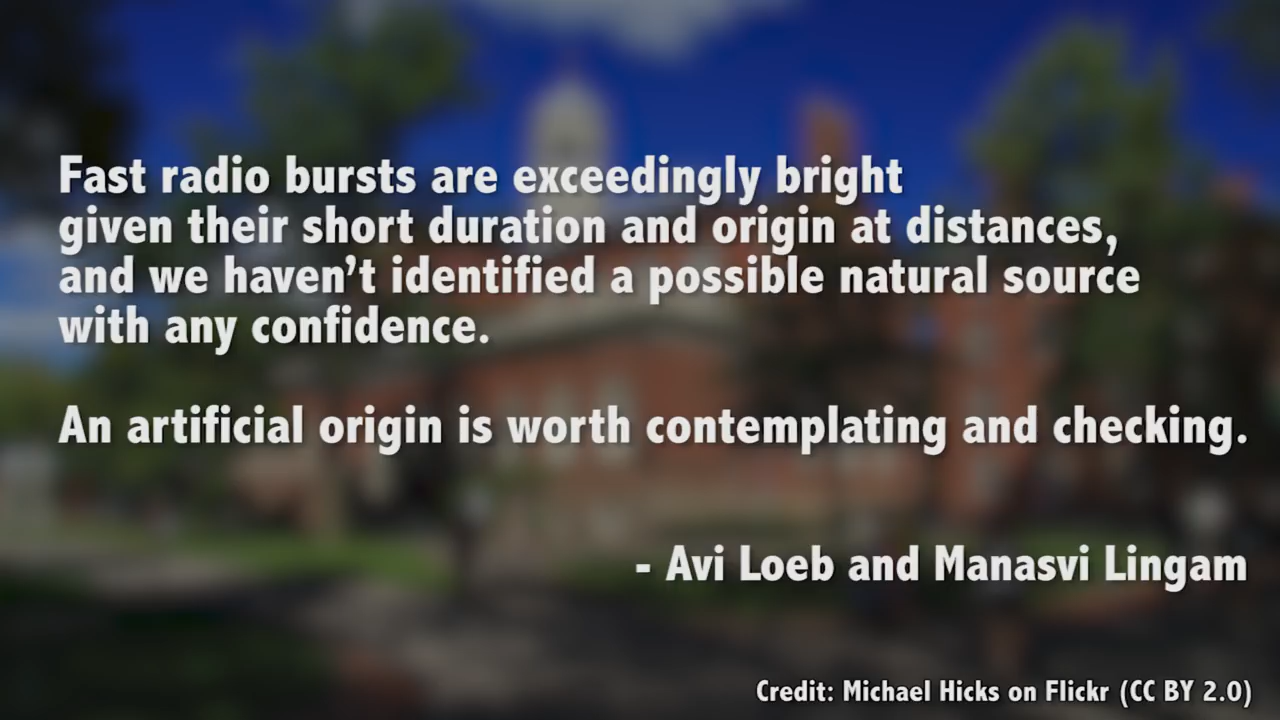 Fast radio bursts are exceedingly bright
given their short duration and origin at distances,
and we haven’t identified a possible natural source
with any confidence.
An artificial origin is worth contemplating and checking.
- Avi Loeb and Manasvi Lingam
Credit: Michael Hicks on Flickr (CC BY 2.0)